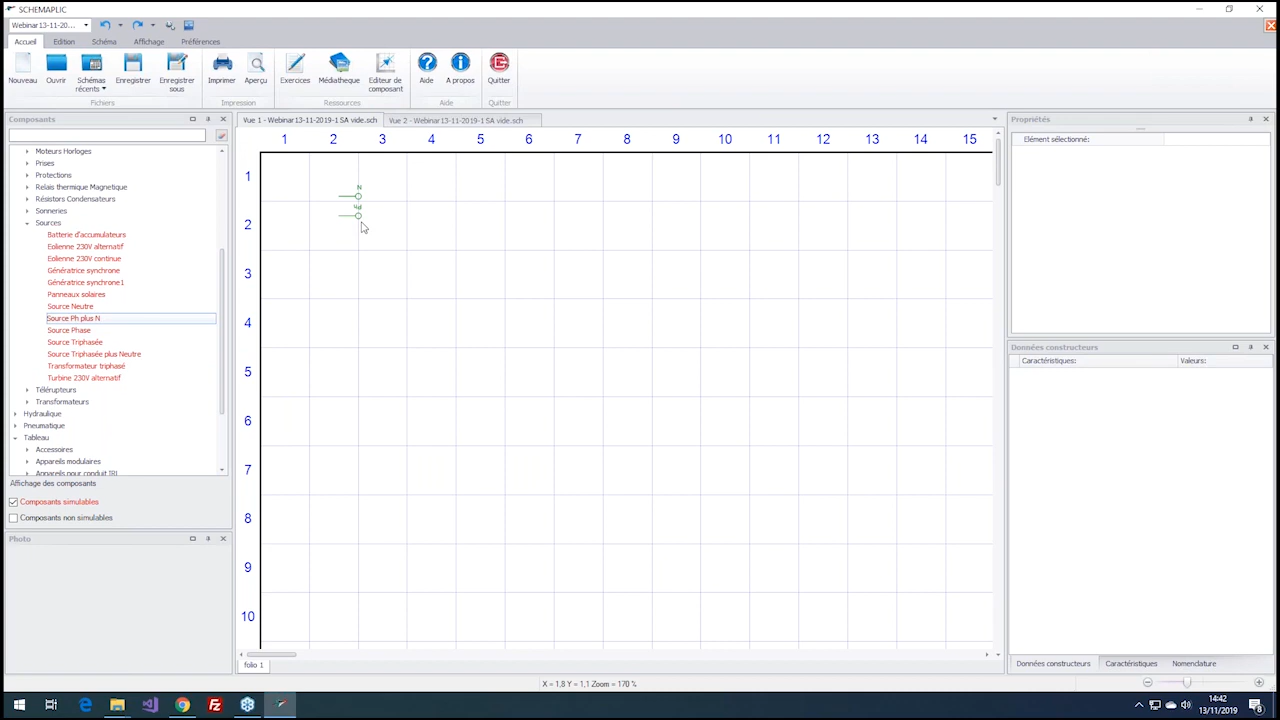 SCHEMAPLIC
Webinar13-11-20...
Accueil
Edition
Schéma
Affichage
Préférences
Nouveau
Ouvrir
Schémas récents
Enregistrer
Enregistrer sous
Imprimer
Aperçu
Exercices
Médiatheque
Editeur de composant
Aide
A propos
Quitter
Fichiers
Impression
Ressources
Aide
Quitter
Composants
Vue 1 - Webinar13-11-2019-1 SA vide.sch
Vue 2 - Webinar13-11-2019-1 SA vide.sch
Propriétés
Elément sélectionné:
1 2 3 4 5 6 7 8 9 10 11 12 13 14 15
1
2
3
4
5
6
7
8
9
10
N
Moteurs Horloges
Prises
Protections
Relais thermique Magnetique
Résistors Condensateurs
Sonneries
Sources
Batterie d'accumulateurs
Eolienne 230V alternatif
Eolienne 230V continue
Génératrice synchrone
Génératrice synchrone1
Panneaux solaires
Source Neutre
Source Ph plus N
Source Phase
Source Triphasée
Source Triphasée plus Neutre
Transformateur triphasé
Turbine 230V alternatif
Télérupteurs
Transformateurs
Hydraulique
Pneumatique
Tableau
Accessoires
Appareils modulaires
Appareils pour conduit IRL
Affichage des composants
Composants simulables
Composants non simulables
Photo
Données constructeurs
Caractéristiques:
Valeurs:
folio 1
Données constructeurs
Caractéristiques
Nomenclature
X = 1,8 Y = 1,1 Zoom = 170 %
14:42
13/11/2019